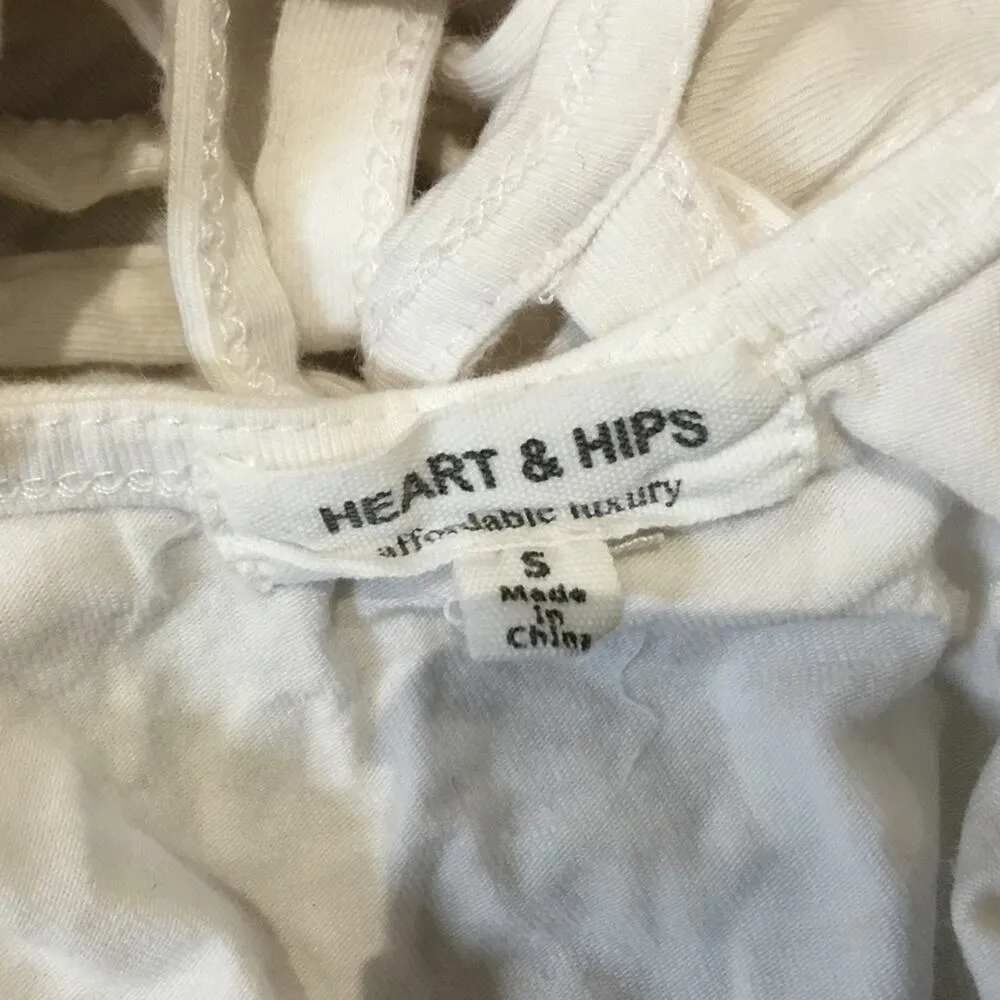 HEART & HIPS
affordable luxury
S
Made
in
China